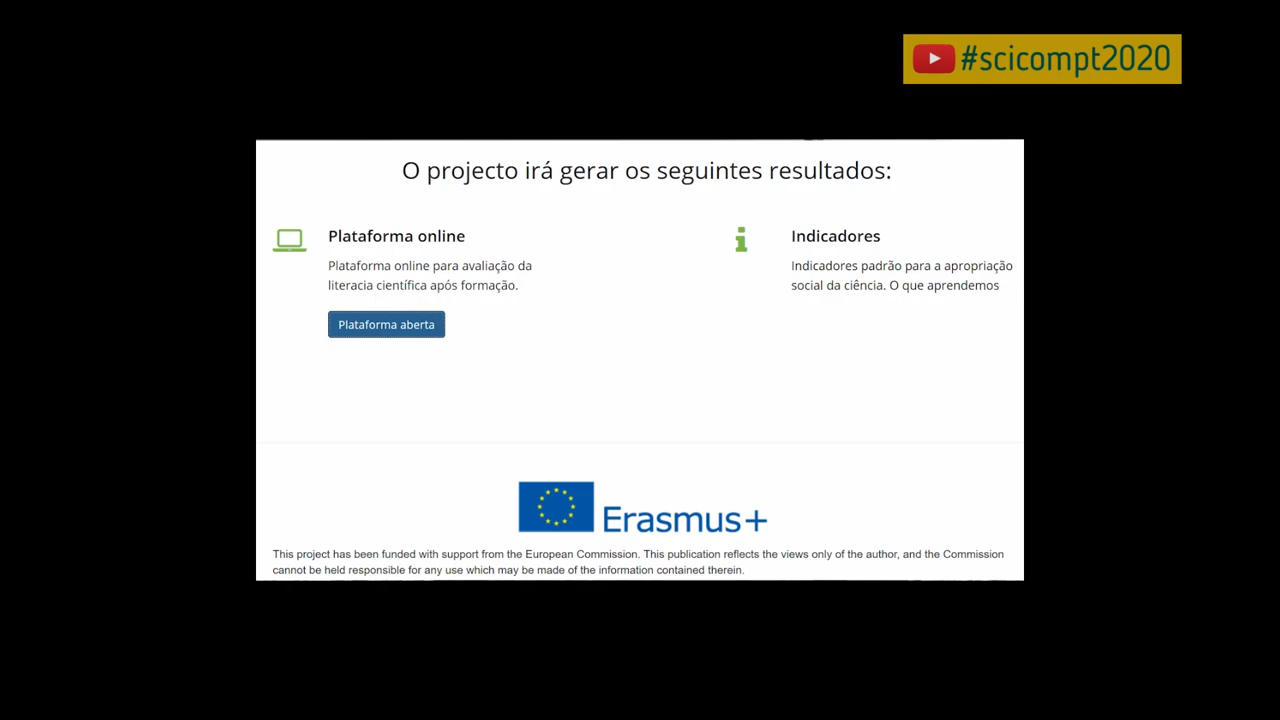 #scicompt2020
O projecto irá gerar os seguintes resultados:
Plataforma online
Plataforma online para avaliação da
literacia científica após formação.
Plataforma aberta
Indicadores
Indicadores padrão para a apropriação
social da ciência. O que aprendemos
Erasmus+
This project has been funded with support from the European Commission. This publication reflects the views only of the author, and the Commission
cannot be held responsible for any use which may be made of the information contained therein.